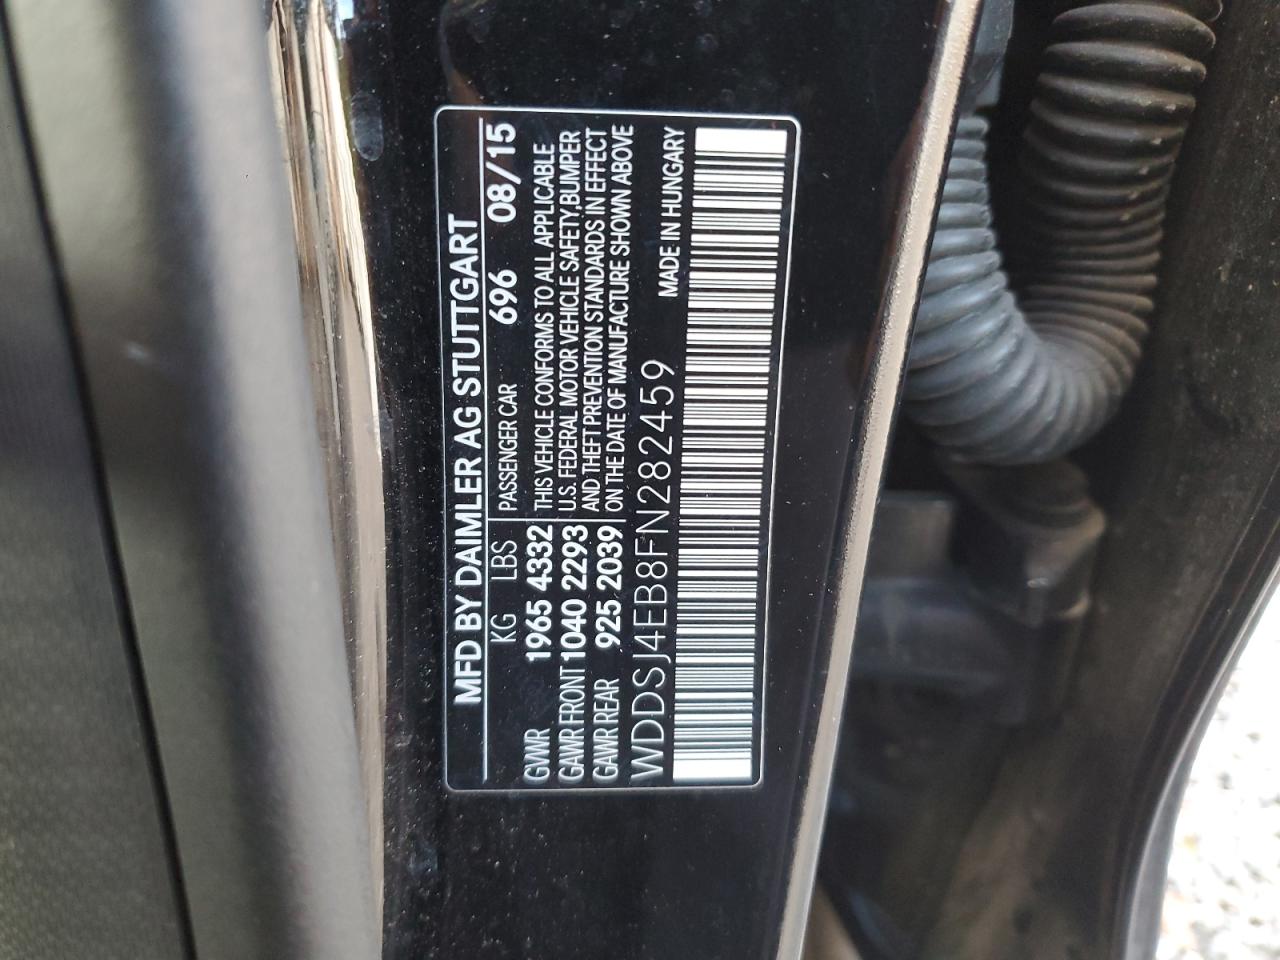 MFD BY DAIMLER AG STUTTGART
KG LBS PASSENGER CAR 696 08/15
GVWR 1965 4332 THIS VEHICLE CONFORMS TO ALL APPLICABLE
GAWR FRONT 1040 2293 U.S. FEDERAL MOTOR VEHICLE SAFETY,BUMPER
GAWR REAR 925 2039 AND THEFT PREVENTION STANDARDS IN EFFECT
ON THE DATE OF MANUFACTURE SHOWN ABOVE
WDDSJ4EB8FN282459 MADE IN HUNGARY